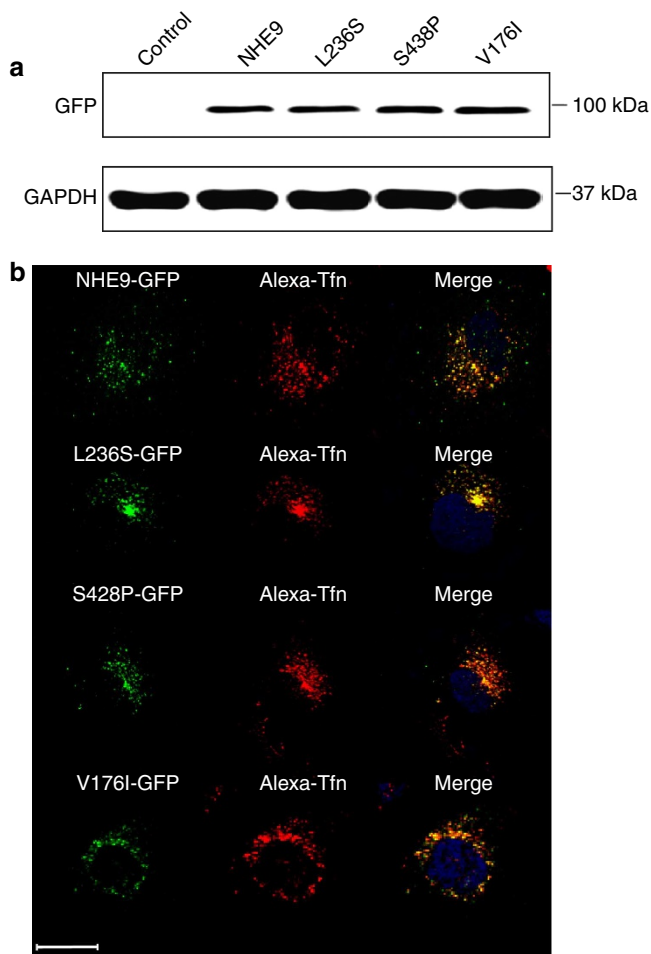 a
Control NHE9 L236S S438P V176I
GFP 100 kDa
GAPDH 37 kDa
b
NHE9-GFP Alexa-Tfn Merge
L236S-GFP Alexa-Tfn Merge
S428P-GFP Alexa-Tfn Merge
V176I-GFP Alexa-Tfn Merge